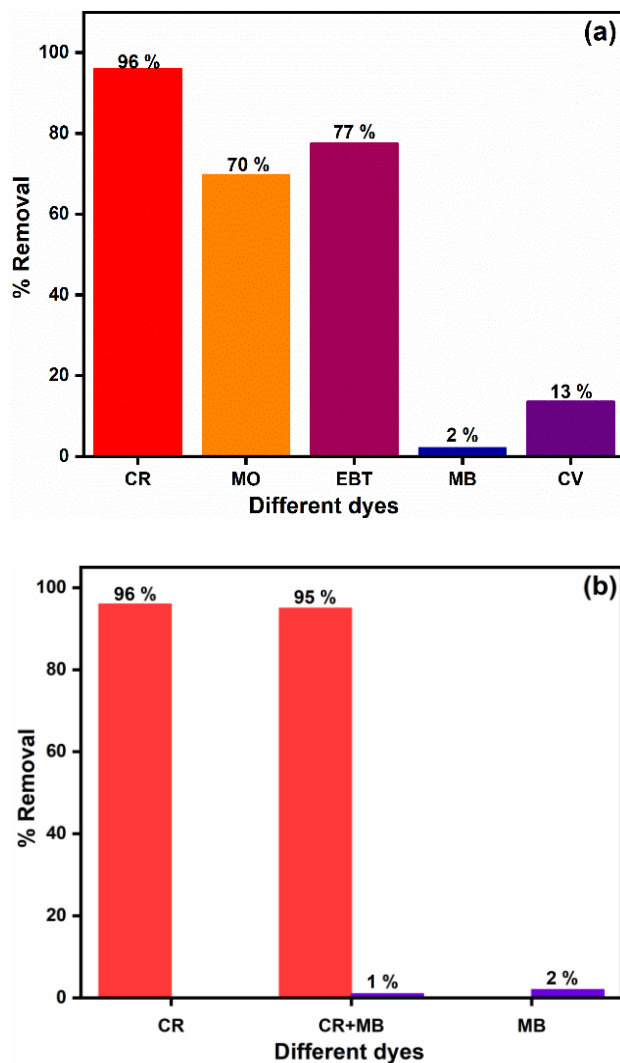 (a)
100
96 %
80
77 %
70 %
60
40
20
13 %
2 %
0
% Removal
CR MO EBT MB CV
Different dyes
(b)
100
96 %
95 %
80
60
40
20
1 %
2 %
0
% Removal
CR CR+MB MB
Different dyes